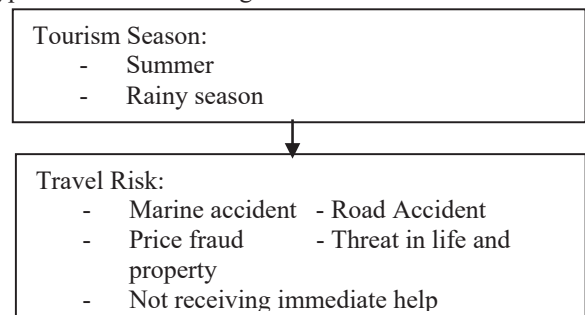 Tourism Season:
- Summer
- Rainy season
Travel Risk:
- Marine accident - Road Accident
- Price fraud - Threat in life and
property
- Not receiving immediate help